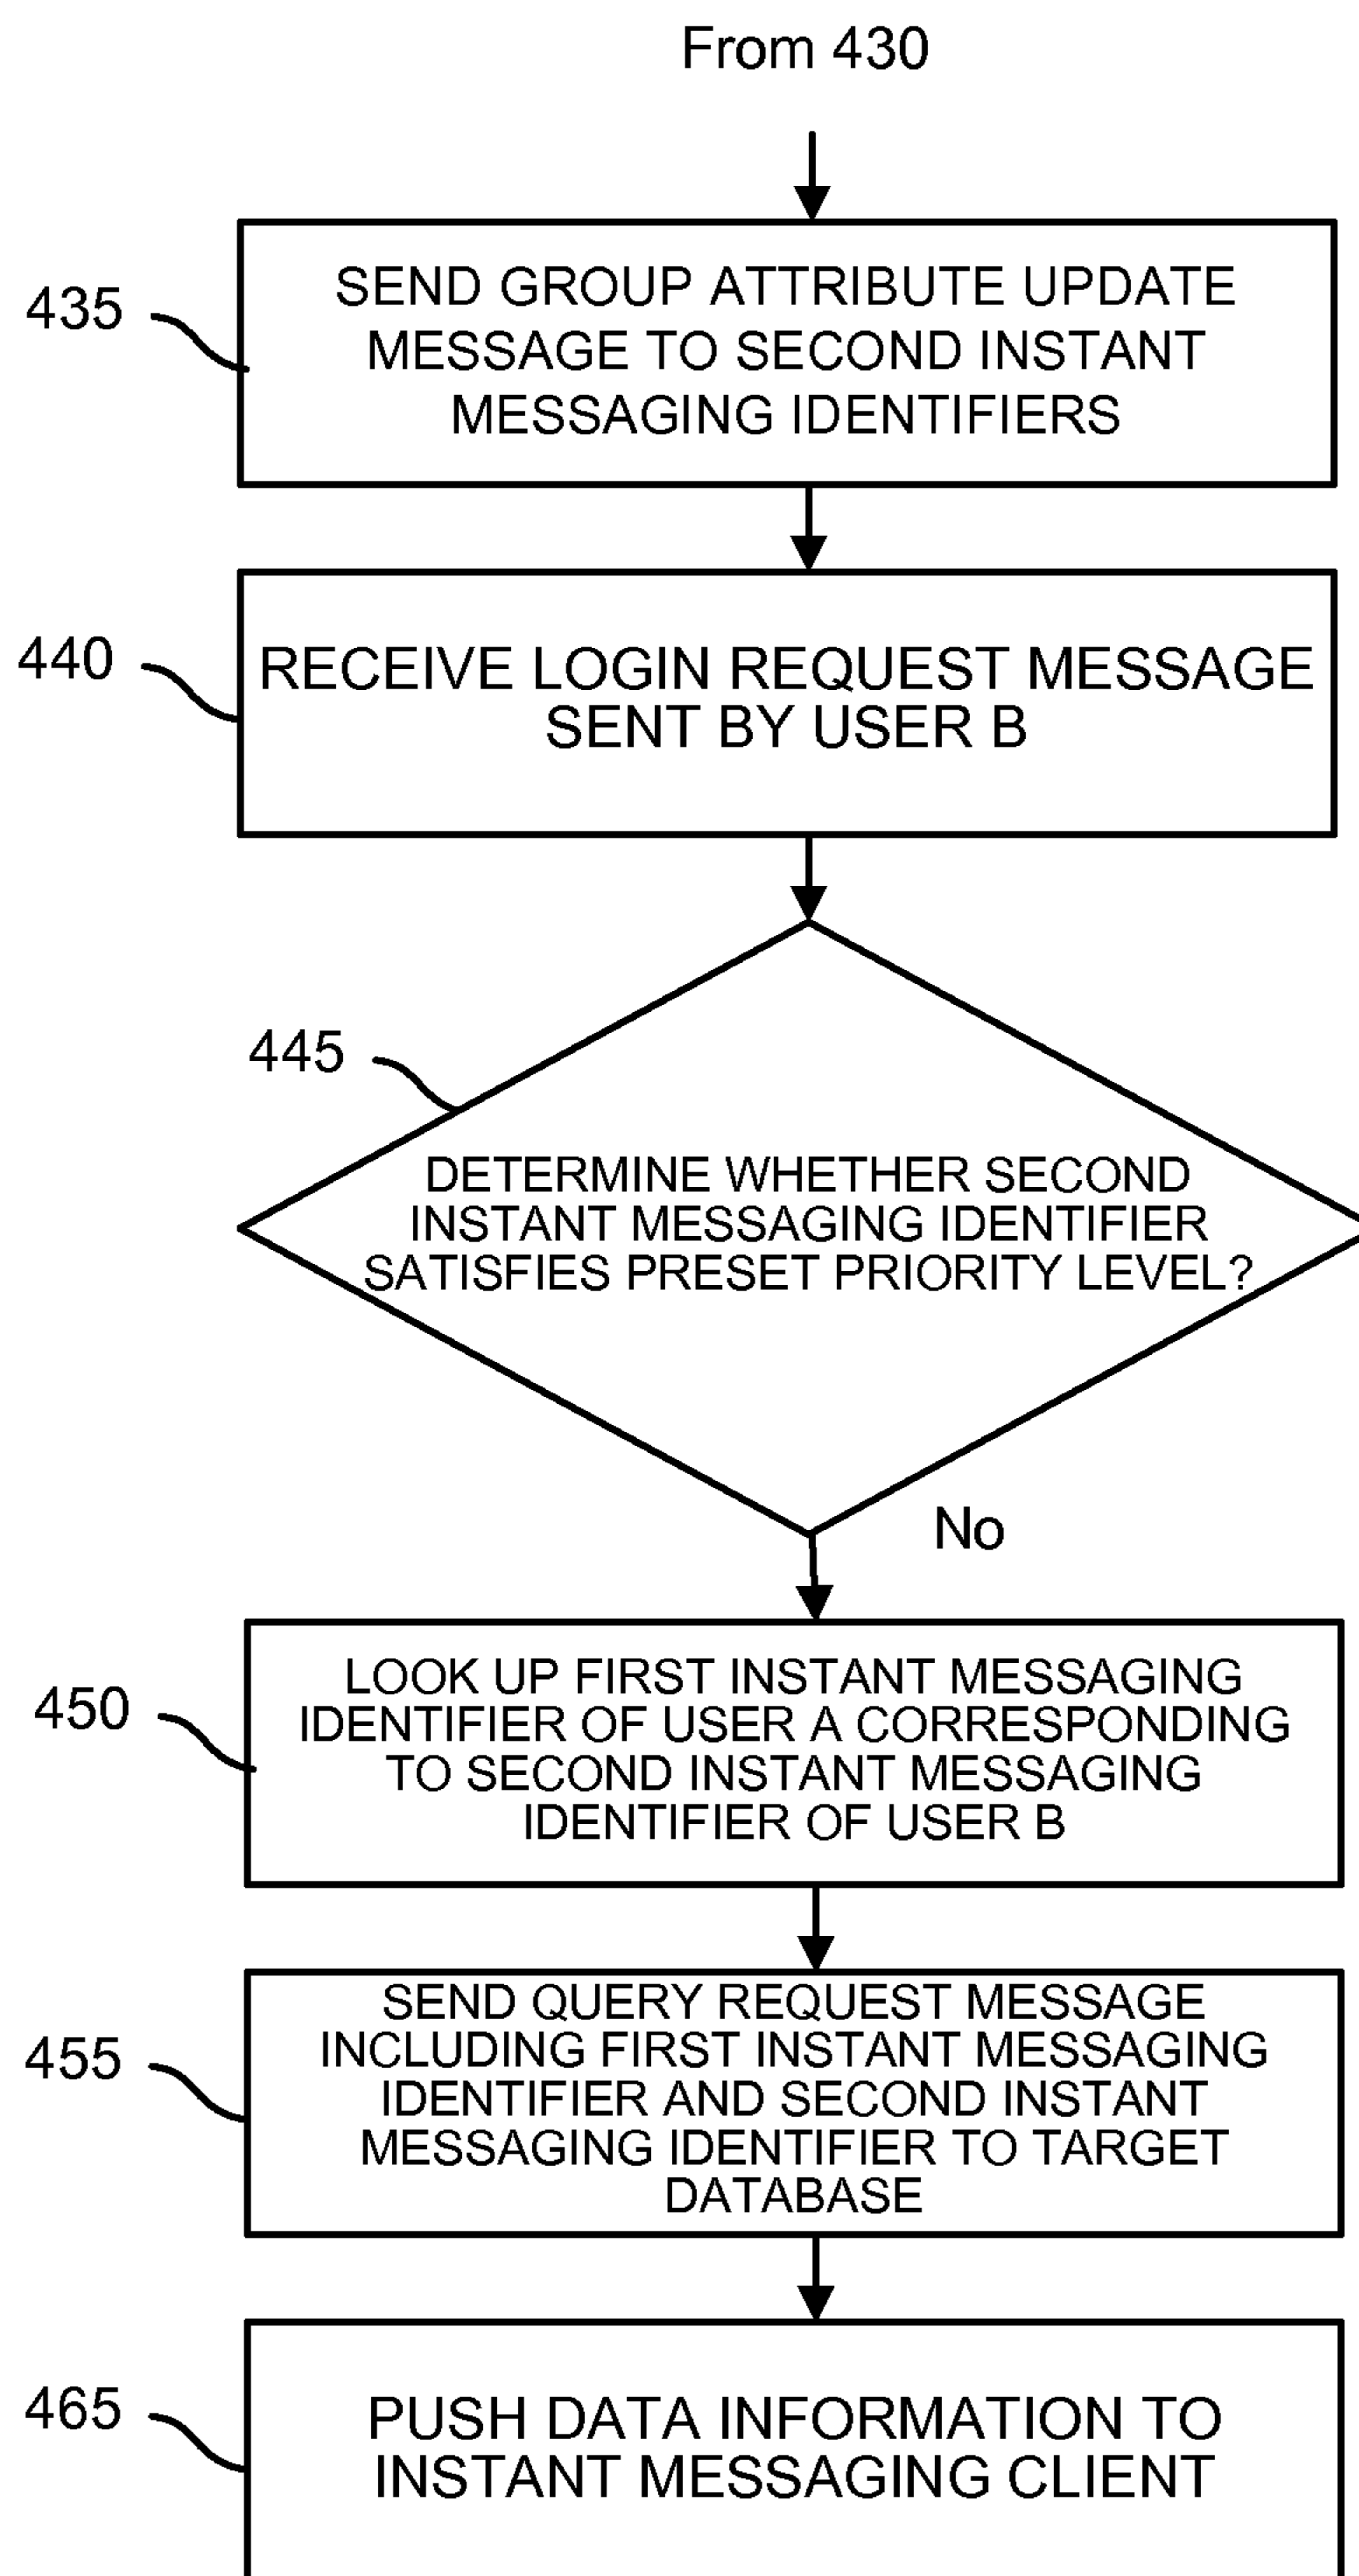 From 430
435
SEND GROUP ATTRIBUTE UPDATE
MESSAGE TO SECOND INSTANT
MESSAGING IDENTIFIERS
440
RECEIVE LOGIN REQUEST MESSAGE
SENT BY USER B
445
DETERMINE WHETHER SECOND
INSTANT MESSAGING IDENTIFIER
SATISFIES PRESET PRIORITY LEVEL?
No
450
LOOK UP FIRST INSTANT MESSAGING
IDENTIFIER OF USER A CORRESPONDING
TO SECOND INSTANT MESSAGING
IDENTIFIER OF USER B
455
SEND QUERY REQUEST MESSAGE
INCLUDING FIRST INSTANT MESSAGING
IDENTIFIER AND SECOND INSTANT
MESSAGING IDENTIFIER TO TARGET
DATABASE
465
PUSH DATA INFORMATION TO
INSTANT MESSAGING CLIENT